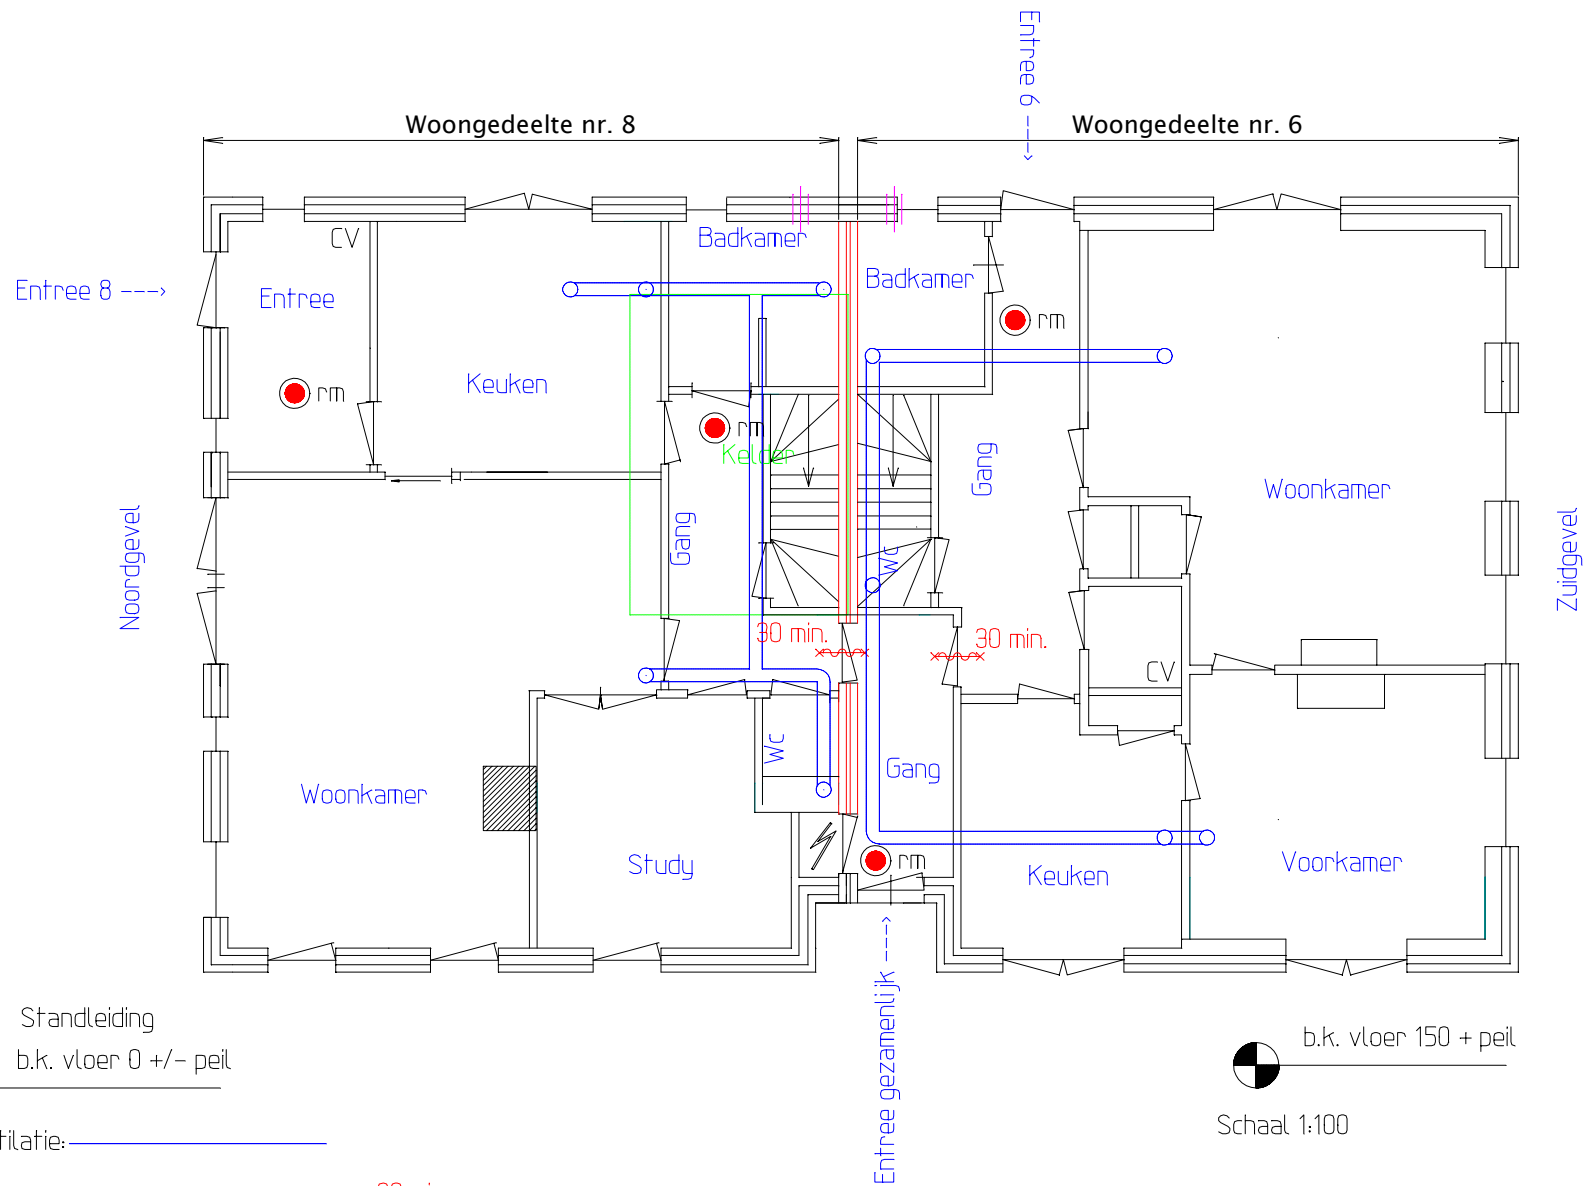 Entree 6 ---->
Woongedeelte nr. 8
Woongedeelte nr. 6
CV
Badkamer
Badkamer
Entree 8 --->
Entree
rm
Keuken
rm
rm
Kelder
Gang
Gang
Woonkamer
Noordgevel
Zuidgevel
Wc
30 min.
30 min.
CV
Wc
Gang
Woonkamer
Study
rm
Keuken
Voorkamer
Entree gezamenlijk ---->
Standleiding
b.k. vloer 0 +/- peil
b.k. vloer 150 + peil
Schaal 1:100
tilatie: